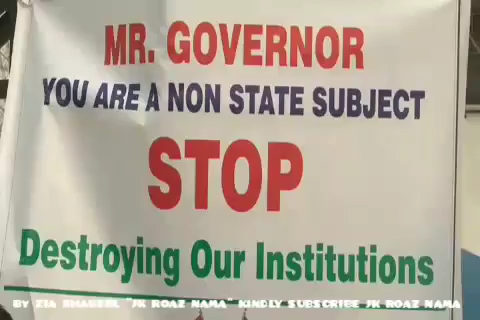 MR. GOVERNOR
YOU ARE A NON STATE SUBJECT
STOP
Destroying Our Institutions
BY ZIA SHAKEEL "JK ROAZ NAMA" KINDLY SUBSCRIBE JK ROAZ NAMA